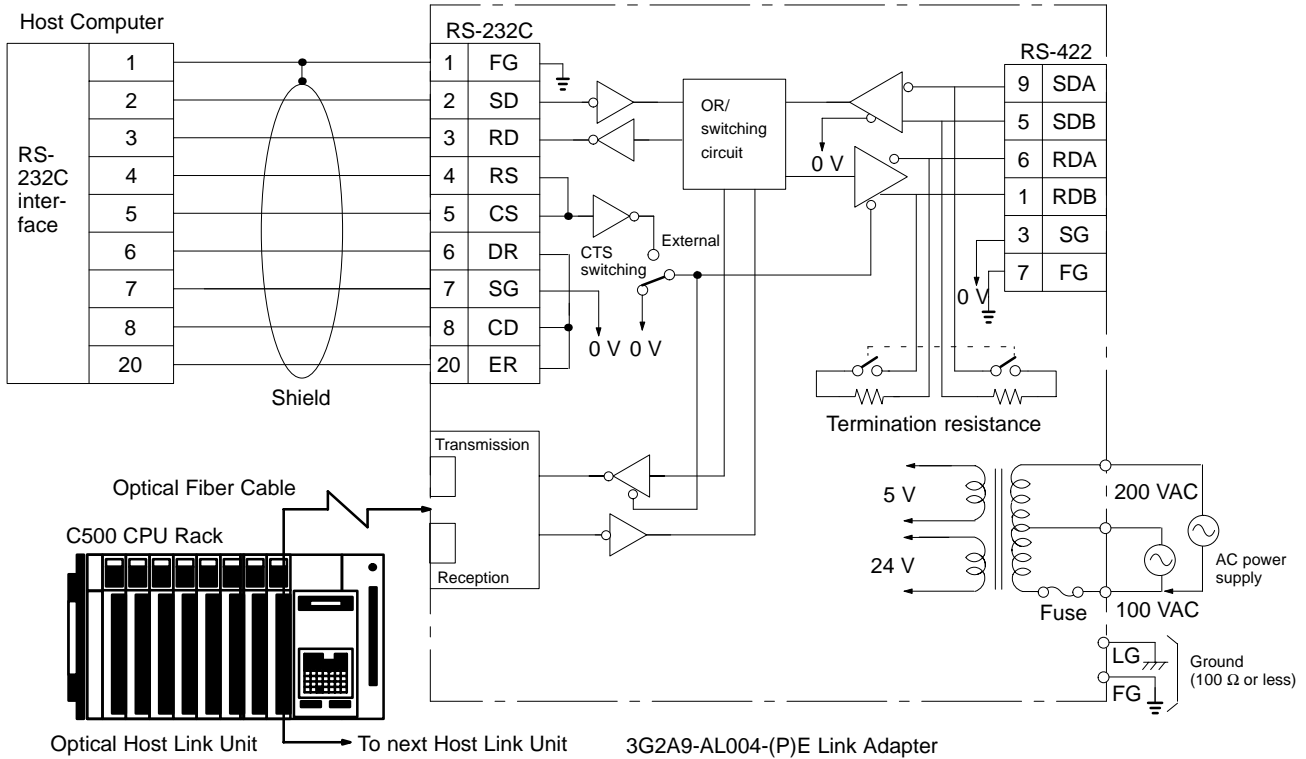 Host Computer
RS-
232C
inter-
face
1
2
3
4
5
6
7
8
20
Shield
RS-232C
1 FG
2 SD
3 RD
4 RS
5 CS
6 DR
7 SG
8 CD
20 ER
OR/
switching
circuit
CTS
switching
External
0 V 0 V
0 V
RS-422
9 SDA
5 SDB
6 RDA
1 RDB
3 SG
7 FG
0 V
Termination resistance
Transmission
Reception
Optical Fiber Cable
C500 CPU Rack
5 V
24 V
200 VAC
AC power
supply
Fuse
100 VAC
LG
FG
Ground
(100 Ω or less)
Optical Host Link Unit
To next Host Link Unit
3G2A9-AL004-(P)E Link Adapter